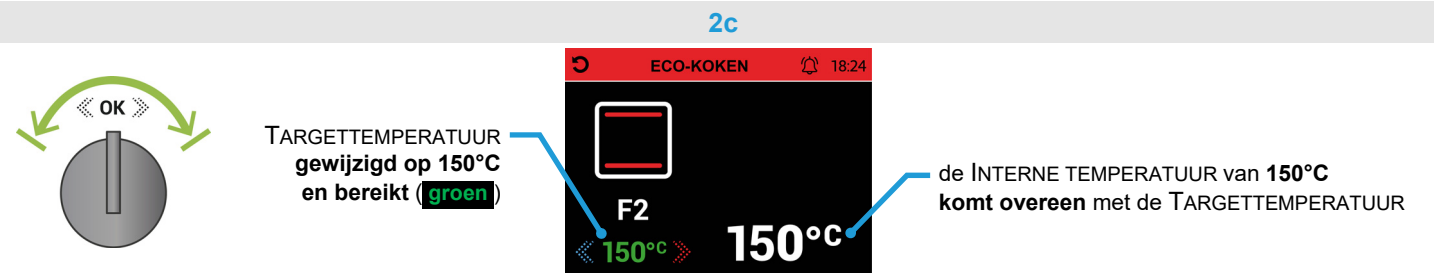 2c
OK
TARGETTEMPERATUUR
gewijzigd op 150°C
en bereikt (groen)
ECO-KOKEN 18:24
F2
150°C
150°C
de INTERNE TEMPERATUUR van 150°C
komt overeen met de TARGETTEMPERATUUR